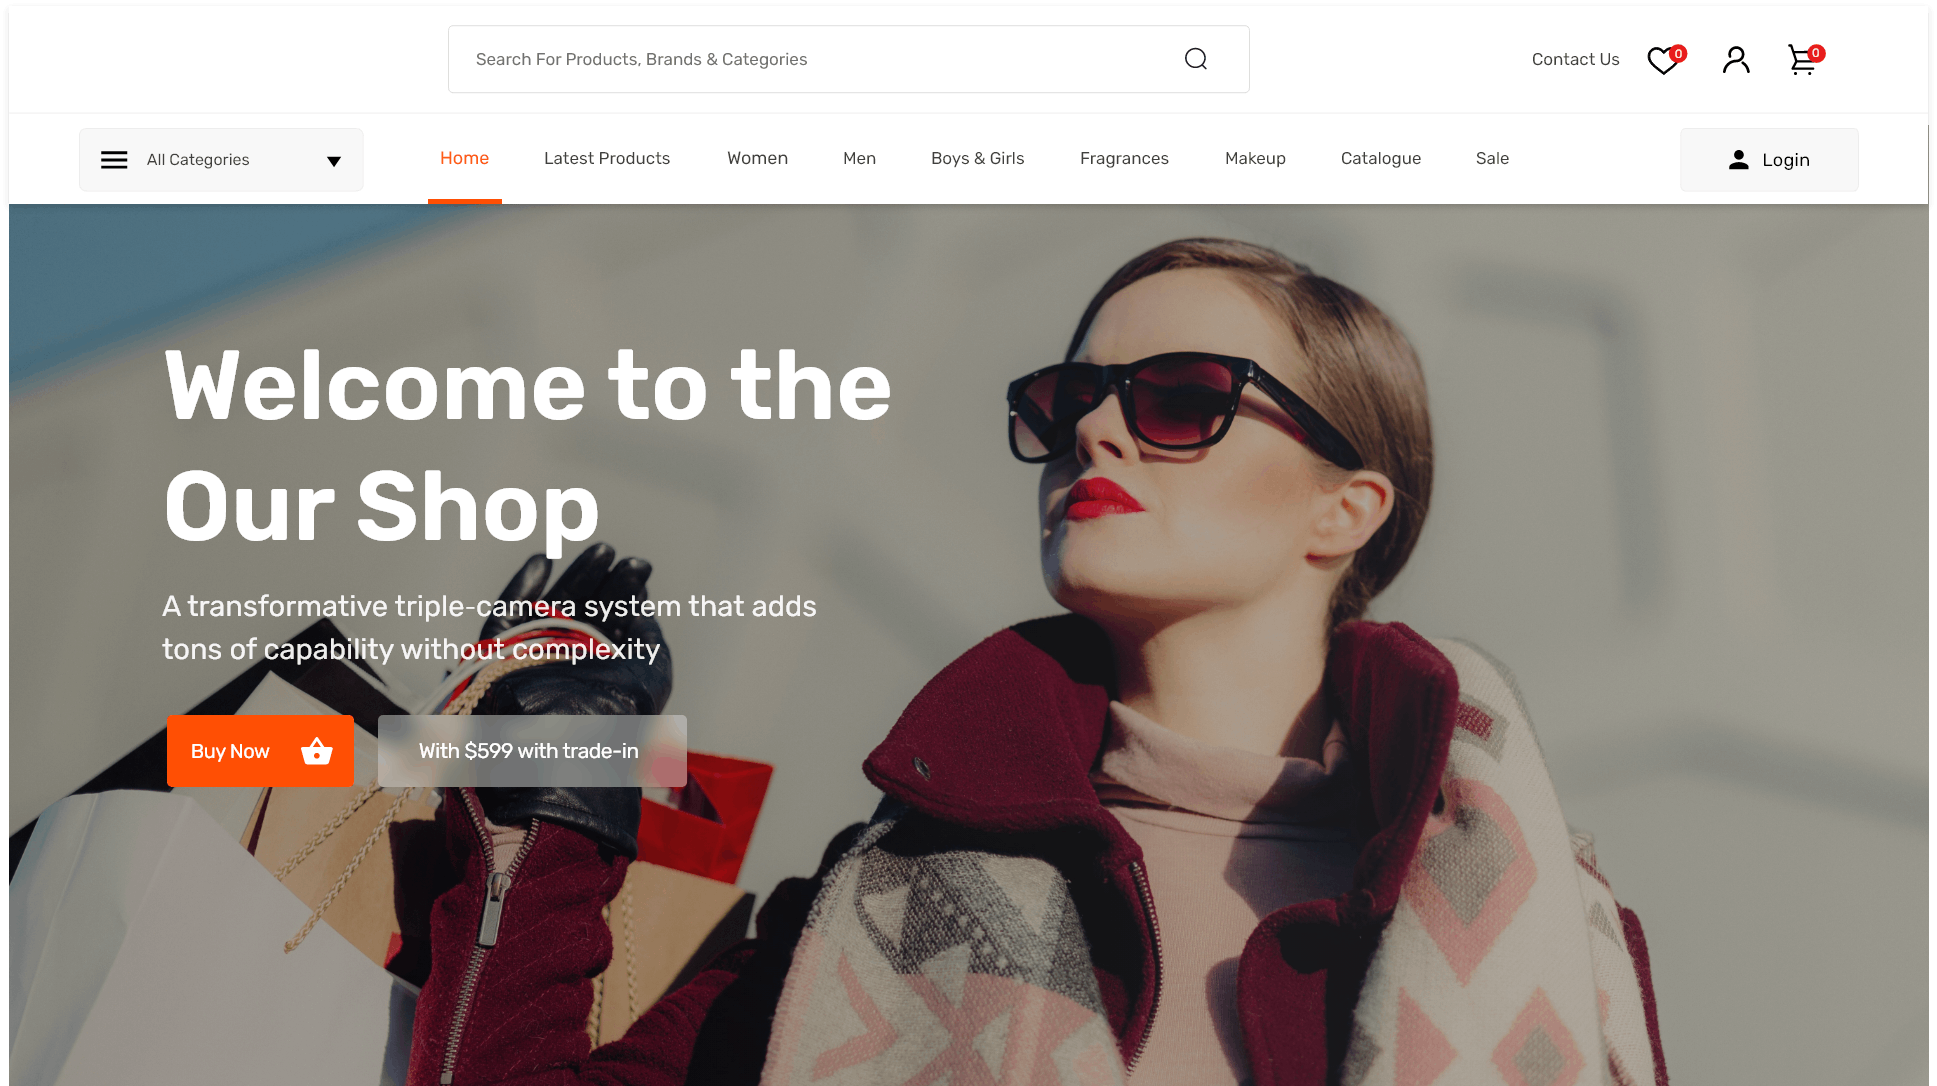 Search For Products, Brands & Categories
Contact Us
0
0
All Categories
Home
Latest Products
Women
Men
Boys & Girls
Fragrances
Makeup
Catalogue
Sale
Login
Welcome to the
Our Shop
A transformative triple-camera system that adds
tons of capability without complexity
Buy Now
With $599 with trade-in